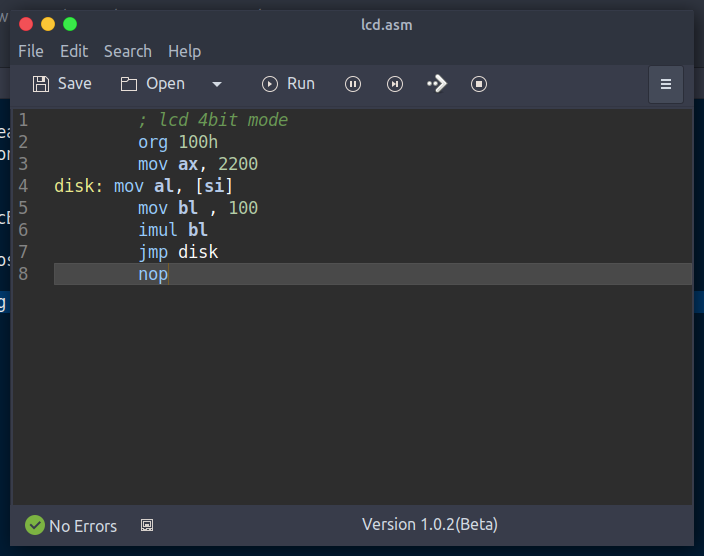 lcd.asm
File Edit Search Help
Save Open Run
1 ; lcd 4bit mode
2 org 100h
3 mov ax, 2200
4 disk: mov al, [si]
5 mov bl , 100
6 imul bl
7 jmp disk
8 nop
No Errors Version 1.0.2(Beta)